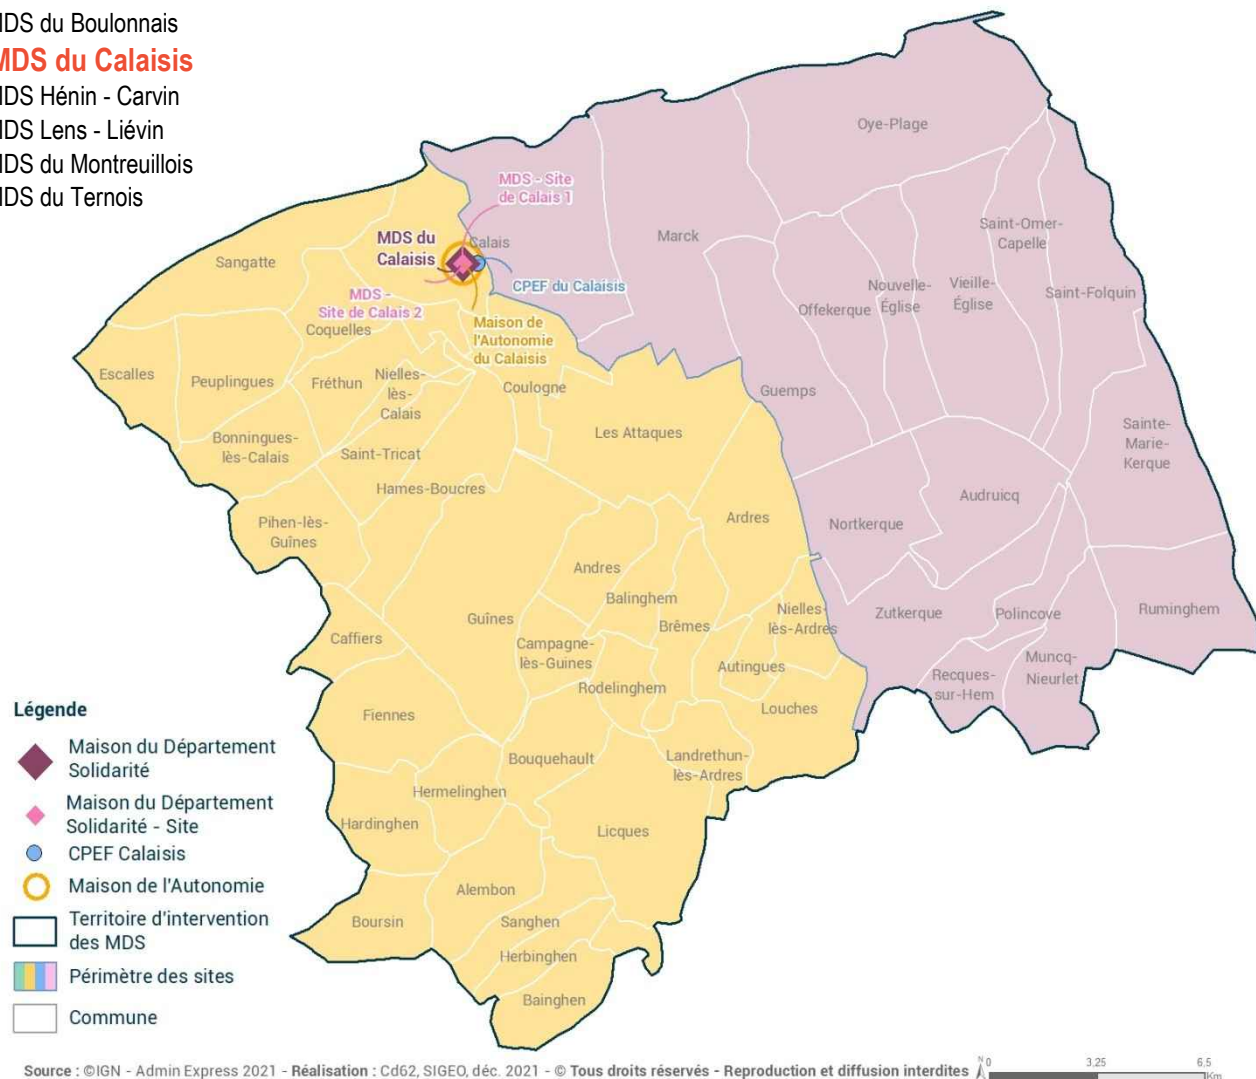 MDS du Boulonnais
MDS du Calaisis
MDS Hénin - Carvin
MDS Lens - Liévin
MDS du Montreuillois
MDS du Ternois
Oye-Plage
MDS - Site
de Calais 1
Saint-Omer-
Capelle
Marck
MDS du
Calaisis
Calais
Sangatte
CPEF du Calaisis
Nouvelle-
Église
Vieille-
Église
Saint-Folquin
MDS -
Site de Calais 2
Offekerque
Coquelles
Maison de
l'Autonomie
du Calaisis
Escalles
Peuplingues
Fréthun
Nielles-
lès-
Calais
Coulogne
Guemps
Les Attaques
Sainte-
Marie-
Kerque
Bonningues-
lès-Calais
Saint-Tricat
Hames-Boucres
Audruicq
Pihen-lès-
Guînes
Ardres
Nortkerque
Andres
Balinghem
Guînes
Brêmes
Nielles-
lès-Ardres
Zutkerque
Polincove
Ruminghem
Caffiers
Campagne-
lès-Guines
Autingues
Recques-
sur-Hem
Muncq-
Nieurlet
Rodelinghem
Louches
Fiennes
Bouquehault
Landrethun-
lès-Ardres
Hermelinghen
Hardinghen
Licques
Alembon
Boursin
Sanghen
Herbinghen
Bainghen
Légende
Maison du Département
Solidarité
Maison du Département
Solidarité - Site
CPEF Calaisis
Maison de l'Autonomie
Territoire d'intervention
des MDS
Périmètre des sites
Commune
Source : ©IGN - Admin Express 2021 - Réalisation : Cd62, SIGEO, déc. 2021 - © Tous droits réservés - Reproduction et diffusion interdites
N 0 3,25 6,5
Km